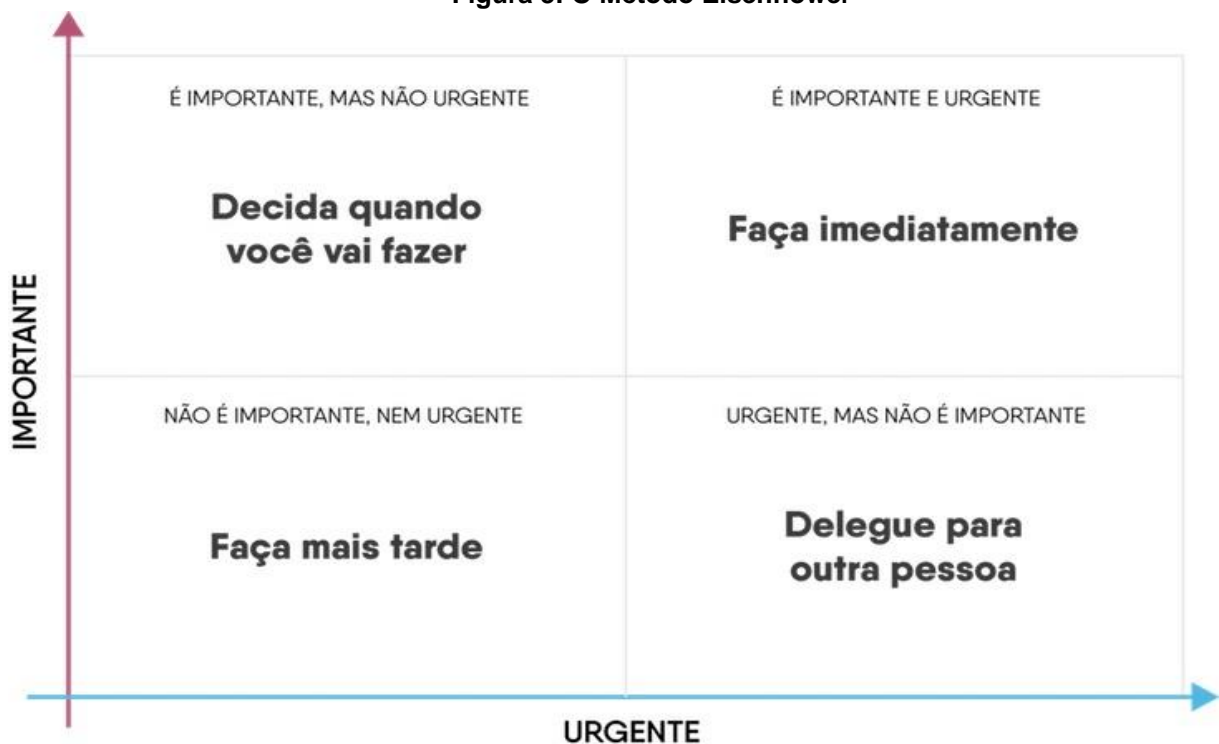 É IMPORTANTE, MAS NÃO URGENTE
É IMPORTANTE E URGENTE
Decida quando
você vai fazer
Faça imediatamente
IMPORTANTE
NÃO É IMPORTANTE, NEM URGENTE
URGENTE, MAS NÃO É IMPORTANTE
Faça mais tarde
Delegue para
outra pessoa
URGENTE